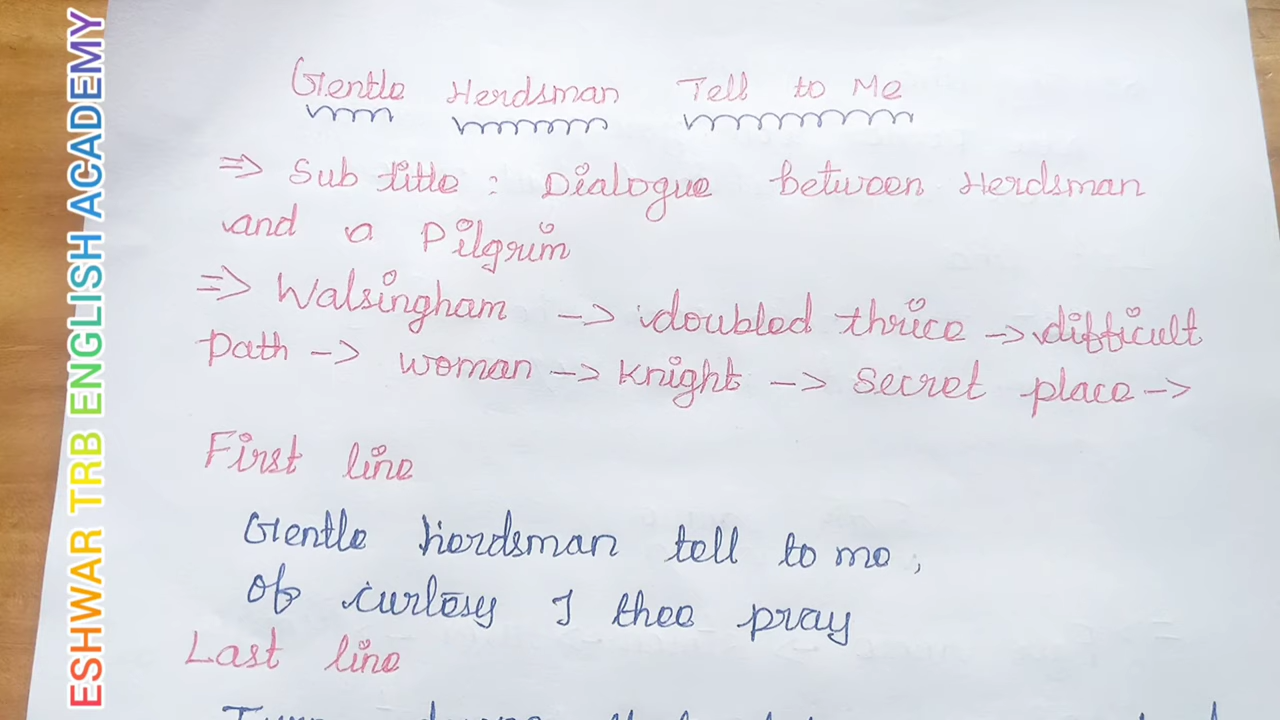 ESHWAR TRB ENGLISH ACADEMY
Gentle Herdsman Tell to Me
=> Sub title : Dialogue between Herdsman
and a Pilgrim
=> Walsingham -> doubled thrice -> difficult
path -> woman -> knight -> secret place ->
First line
Gentle herdsman tell to me,
Of curtesy I thee pray
Last line